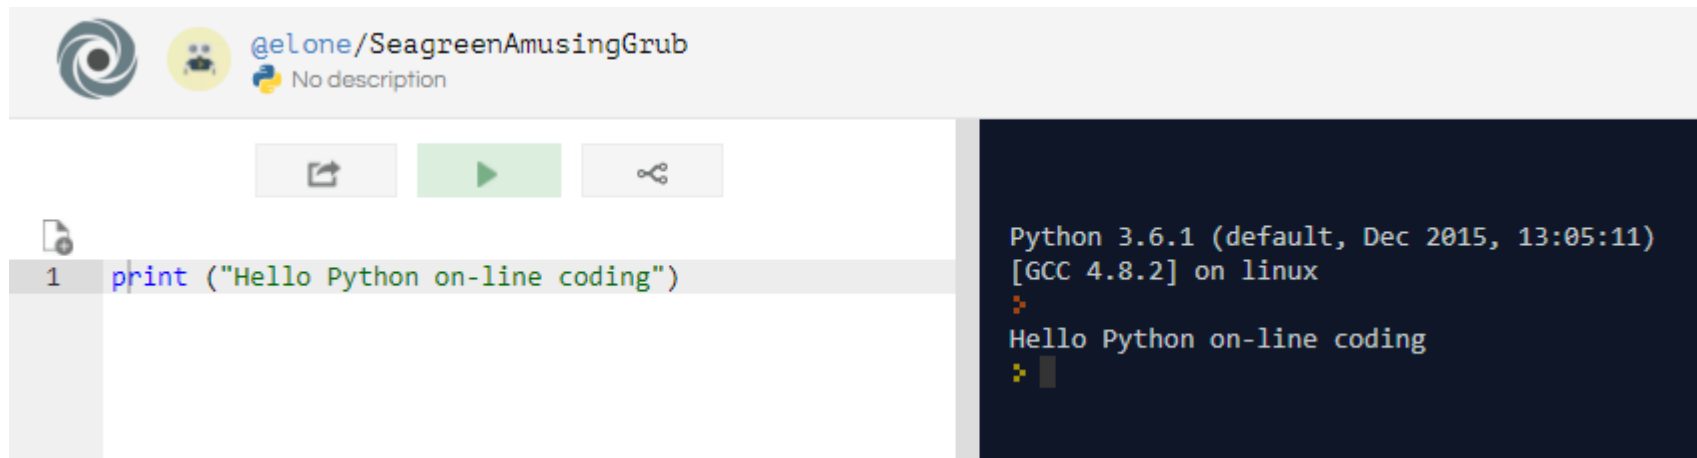 @elone/SeagreenAmusingGrub
No description
1 print ("Hello Python on-line coding")
Python 3.6.1 (default, Dec 2015, 13:05:11)
[GCC 4.8.2] on linux
Hello Python on-line coding